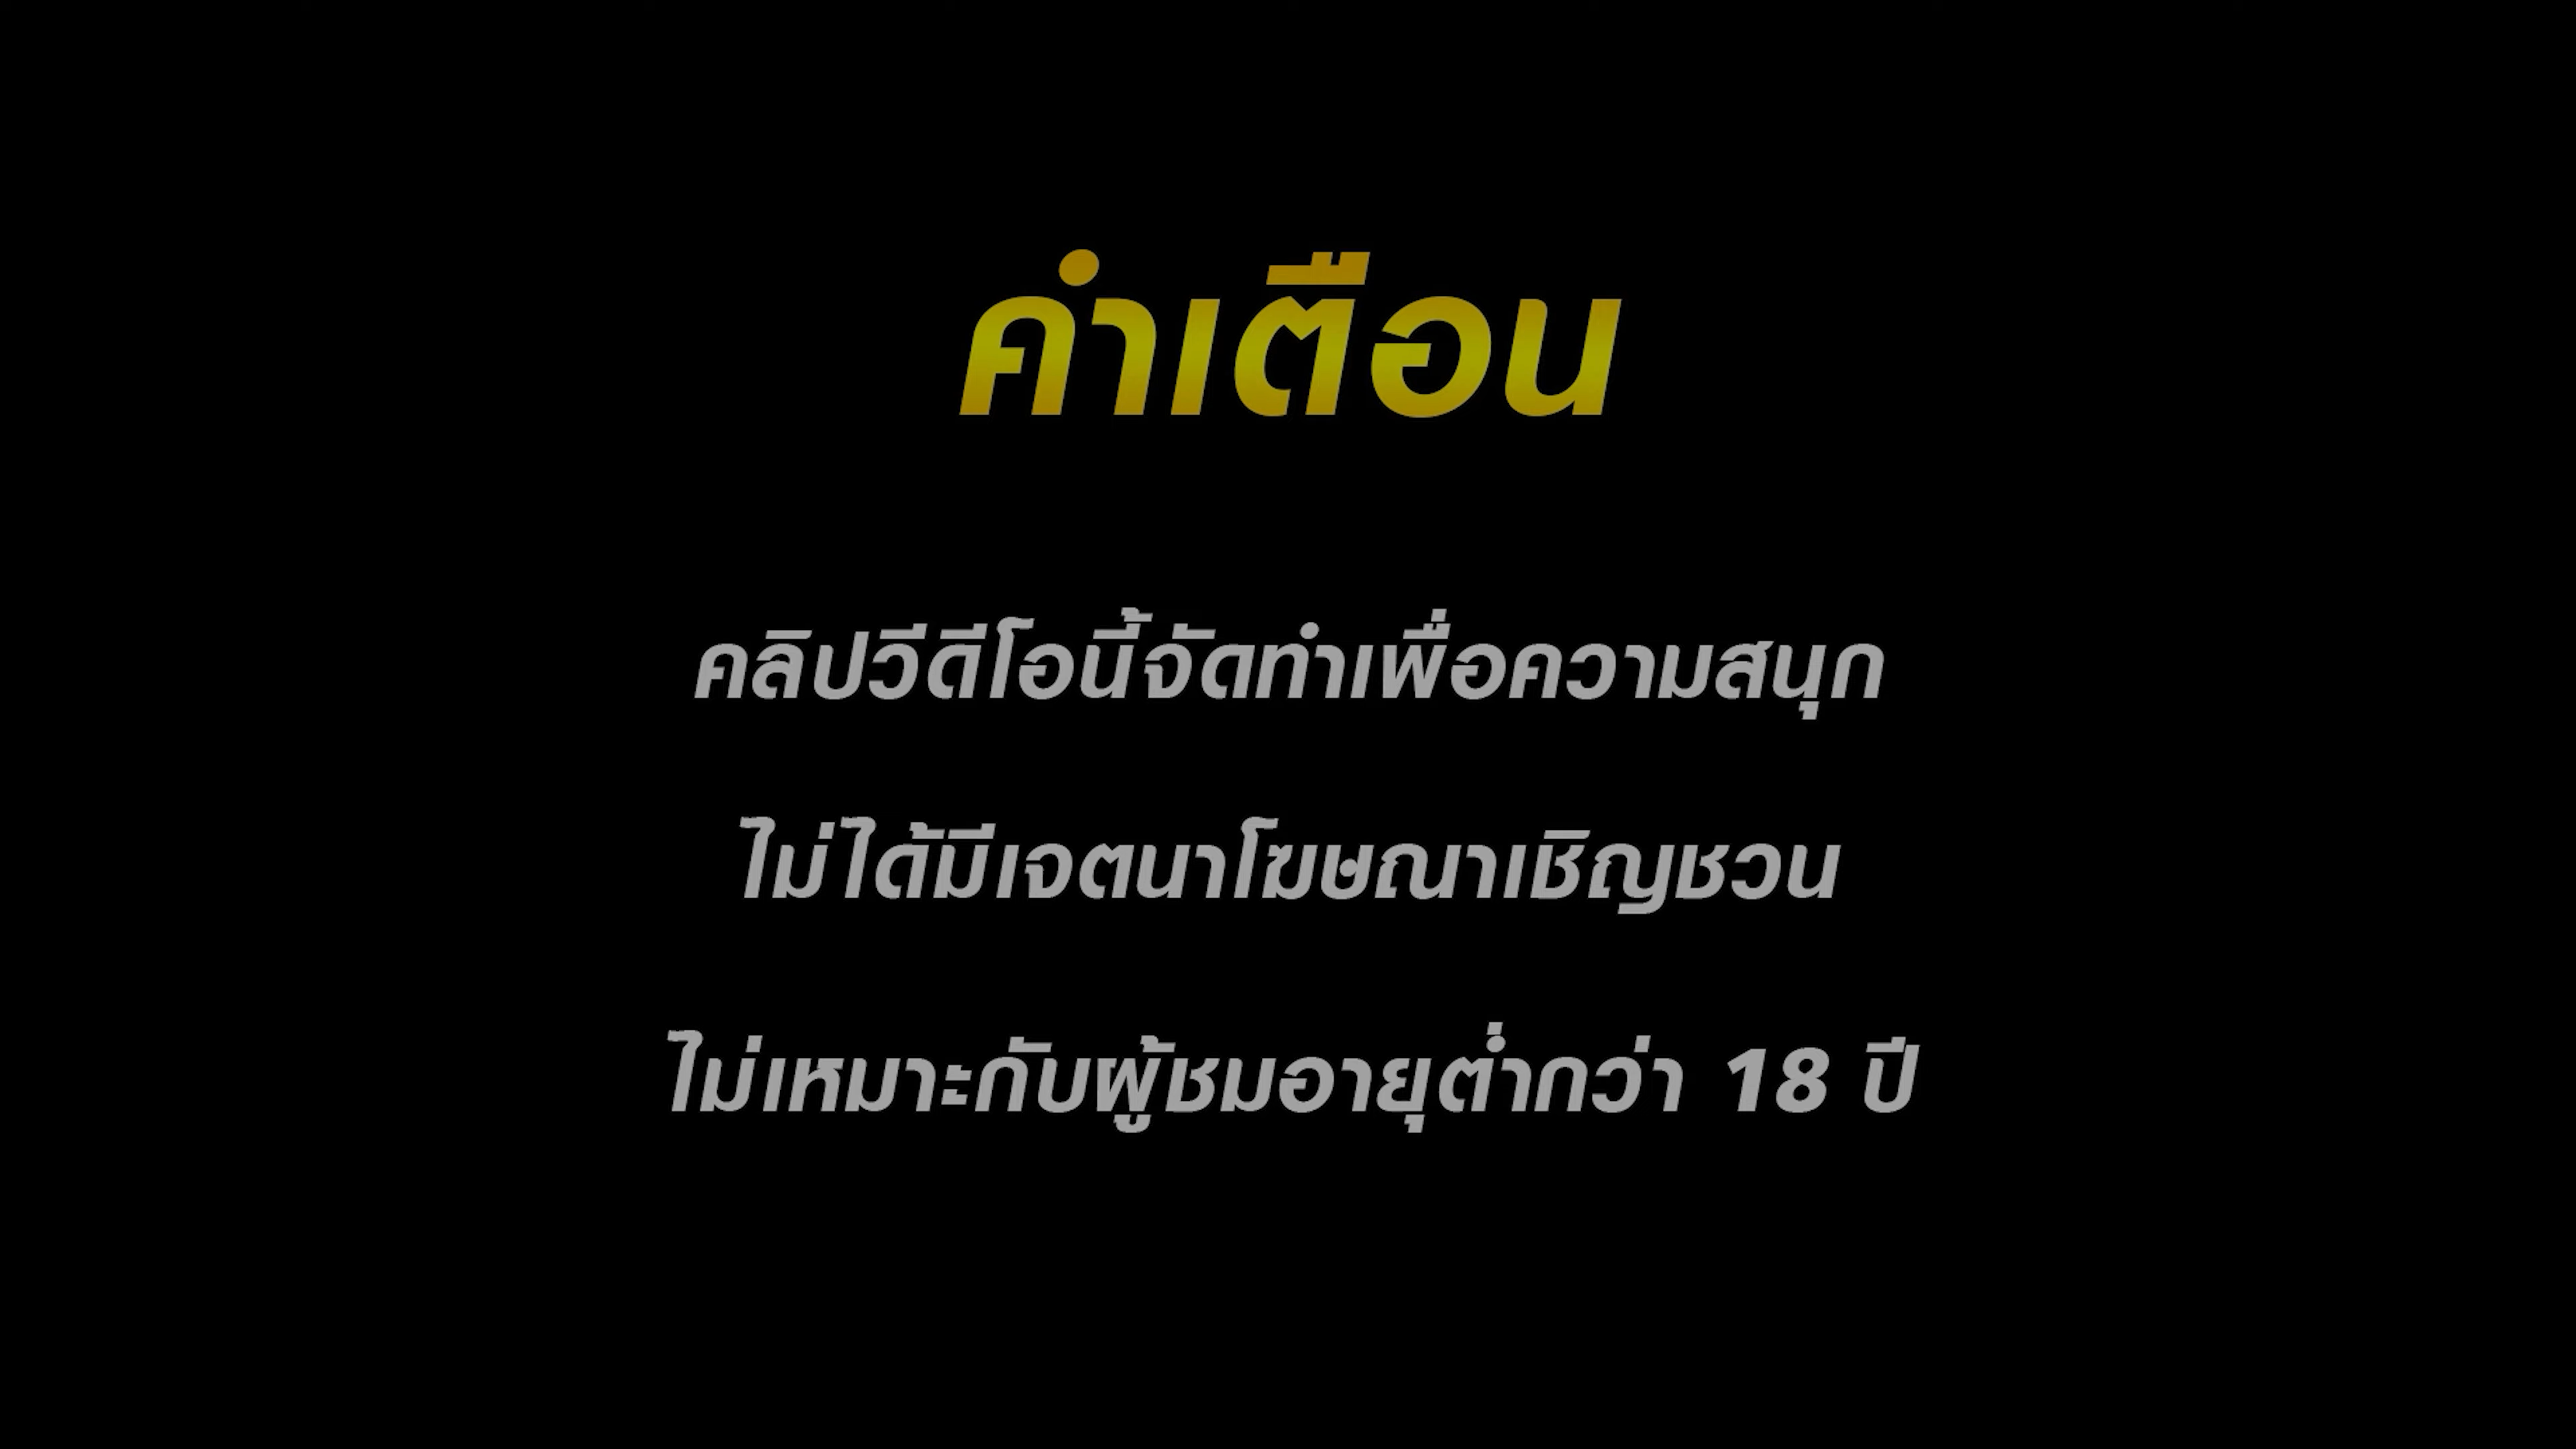 คำเตือน
คลิปวีดีโอนี้จัดทำเพื่อความสนุก
ไม่ได้มีเจตนาโฆษณาเชิญชวน
ไม่เหมาะกับผู้ชมอายุต่ำกว่า 18 ปี